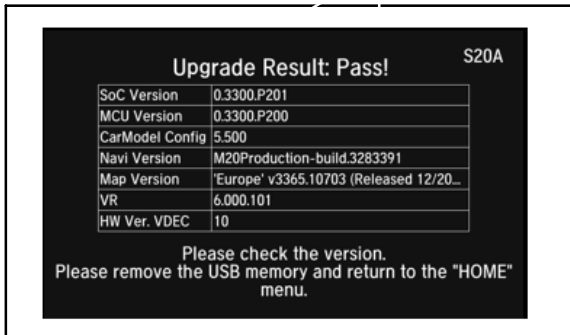 S20A
Upgrade Result: Pass!
SoC Version 0.3300.P201
MCU Version 0.3300.P200
CarModel Config 5.500
Navi Version M20Production-build.3283391
Map Version 'Europe' v3365.10703 (Released 12/20...
VR 6.000.101
HW Ver. VDEC 10
Please check the version.
Please remove the USB memory and return to the "HOME"
menu.